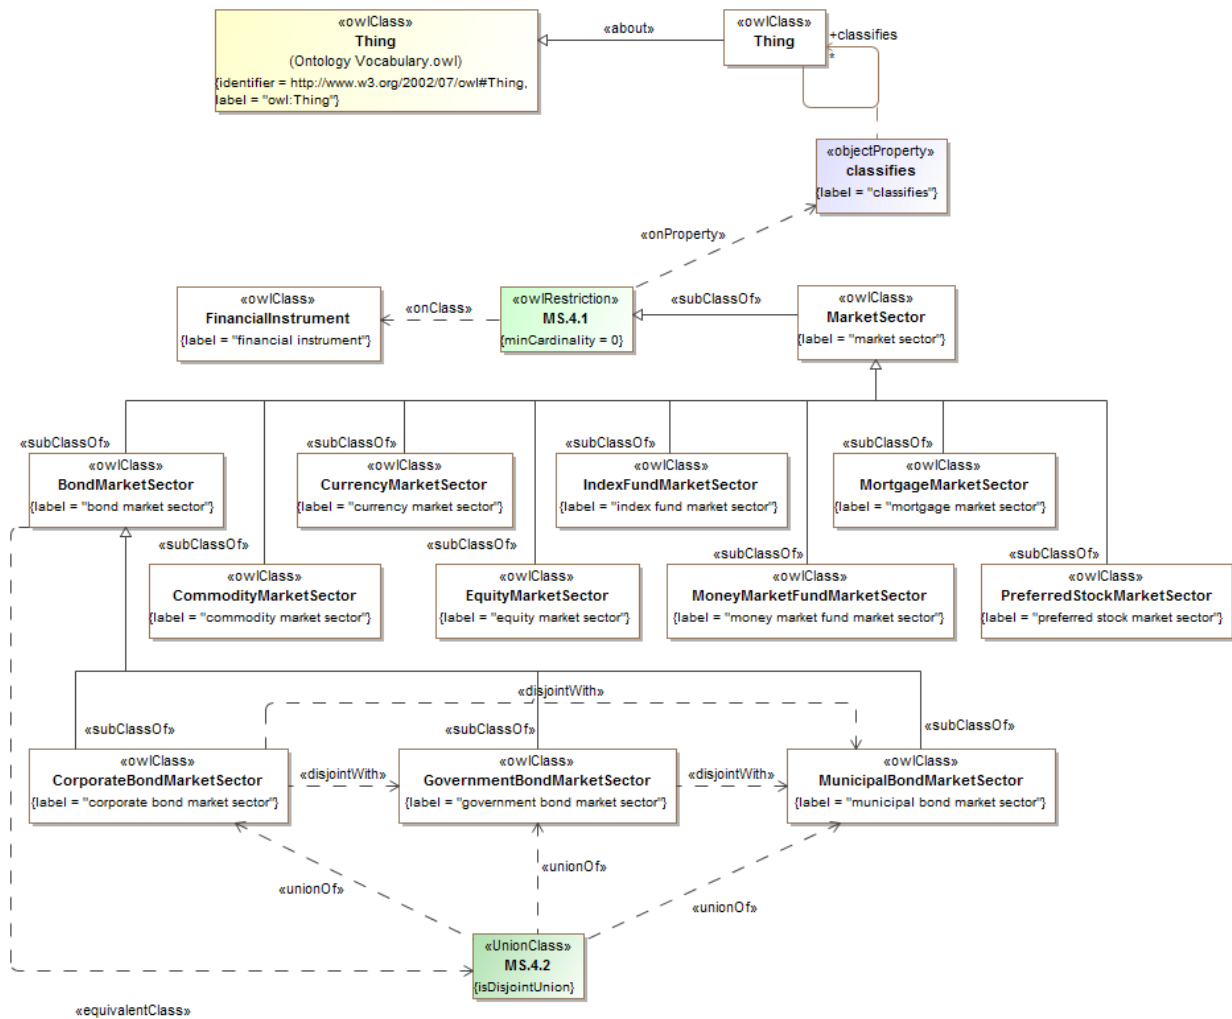 «owlClass»
Thing
(Ontology Vocabulary.owl)
{identifier = http://www.w3.org/2002/07/owl#Thing,
label = "owl:Thing"}
«about»
«owlClass»
Thing
+classifies
*
«objectProperty»
classifies
{label = "classifies"}
«onProperty»
«owlClass»
FinancialInstrument
{label = "financial instrument"}
«onClass»
«owlRestriction»
MS.4.1
{minCardinality = 0}
«subClassOf»
«owlClass»
MarketSector
{label = "market sector"}
«subClassOf»
«owlClass»
BondMarketSector
{label = "bond market sector"}
«subClassOf»
«owlClass»
CurrencyMarketSector
{label = "currency market sector"}
«subClassOf»
«owlClass»
IndexFundMarketSector
{label = "index fund market sector"}
«subClassOf»
«owlClass»
MortgageMarketSector
{label = "mortgage market sector"}
«subClassOf»
«owlClass»
CommodityMarketSector
{label = "commodity market sector"}
«subClassOf»
«owlClass»
EquityMarketSector
{label = "equity market sector"}
«subClassOf»
«owlClass»
MoneyMarketFundMarketSector
{label = "money market fund market sector"}
«subClassOf»
«owlClass»
PreferredStockMarketSector
{label = "preferred stock market sector"}
«disjointWith»
«subClassOf»
«owlClass»
CorporateBondMarketSector
{label = "corporate bond market sector"}
«disjointWith»
«subClassOf»
«owlClass»
GovernmentBondMarketSector
{label = "government bond market sector"}
«disjointWith»
«subClassOf»
«owlClass»
MunicipalBondMarketSector
{label = "municipal bond market sector"}
«unionOf»
«unionOf»
«unionOf»
«UnionClass»
MS.4.2
{isDisjointUnion}
«equivalentClass»